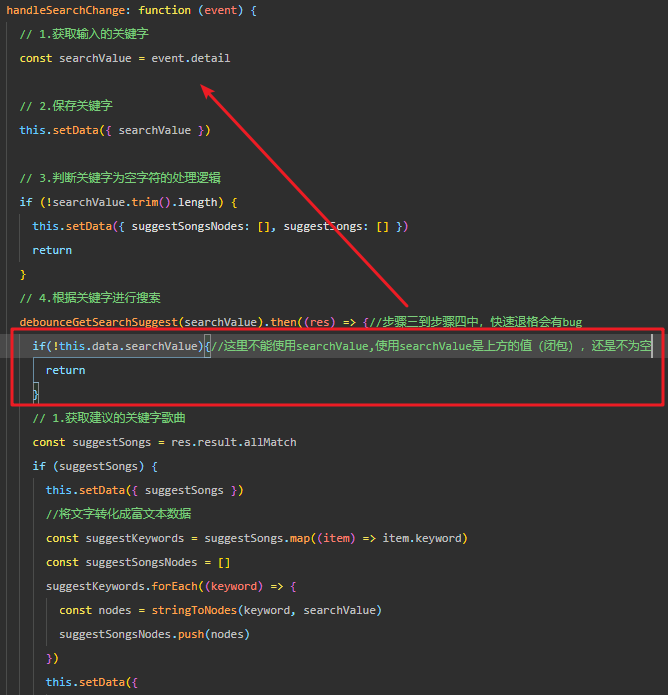 handleSearchChange: function (event) {
// 1.获取输入的关键字
const searchValue = event.detail
// 2.保存关键字
this.setData({ searchValue })
// 3.判断关键字为空字符的处理逻辑
if (!searchValue.trim().length) {
this.setData({ suggestSongsNodes: [], suggestSongs: [] })
return
}
// 4.根据关键字进行搜索
debounceGetSearchSuggest(searchValue).then((res) => {//步骤三到步骤四中，快速退格会有bug
if(!this.data.searchValue){//这里不能使用searchValue,使用searchValue是上方的值（闭包），还是不为空
return
}
// 1.获取建议的关键字歌曲
const suggestSongs = res.result.allMatch
if (suggestSongs) {
this.setData({ suggestSongs })
//将文字转化成富文本数据
const suggestKeywords = suggestSongs.map((item) => item.keyword)
const suggestSongsNodes = []
suggestKeywords.forEach((keyword) => {
const nodes = stringToNodes(keyword, searchValue)
suggestSongsNodes.push(nodes)
})
this.setData({